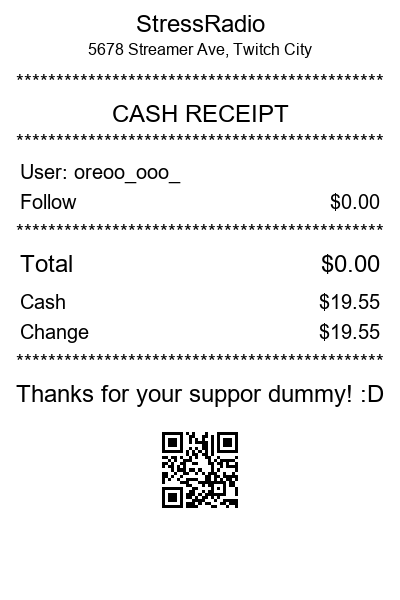 StressRadio
5678 Streamer Ave, Twitch City
**********************************************
CASH RECEIPT
**********************************************
User: oreoo_ooo_
Follow $0.00
**********************************************
Total $0.00
Cash $19.55
Change $19.55
**********************************************
Thanks for your suppor dummy! :D